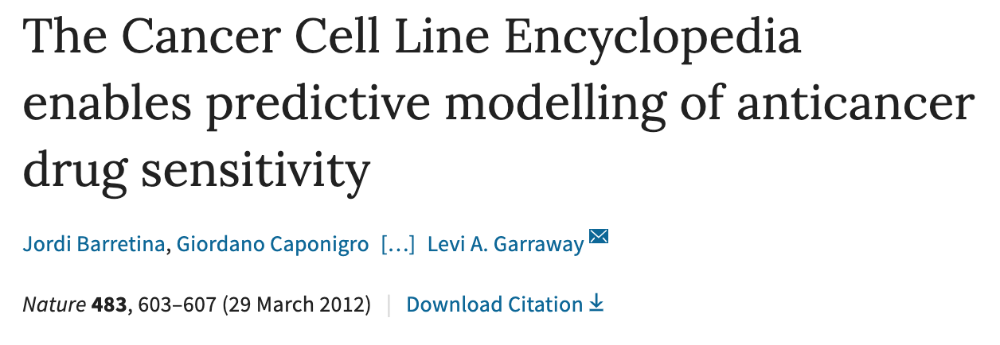 The Cancer Cell Line Encyclopedia
enables predictive modelling of anticancer
drug sensitivity
Jordi Barretina, Giordano Caponigro […] Levi A. Garraway
Nature 483, 603–607 (29 March 2012) | Download Citation